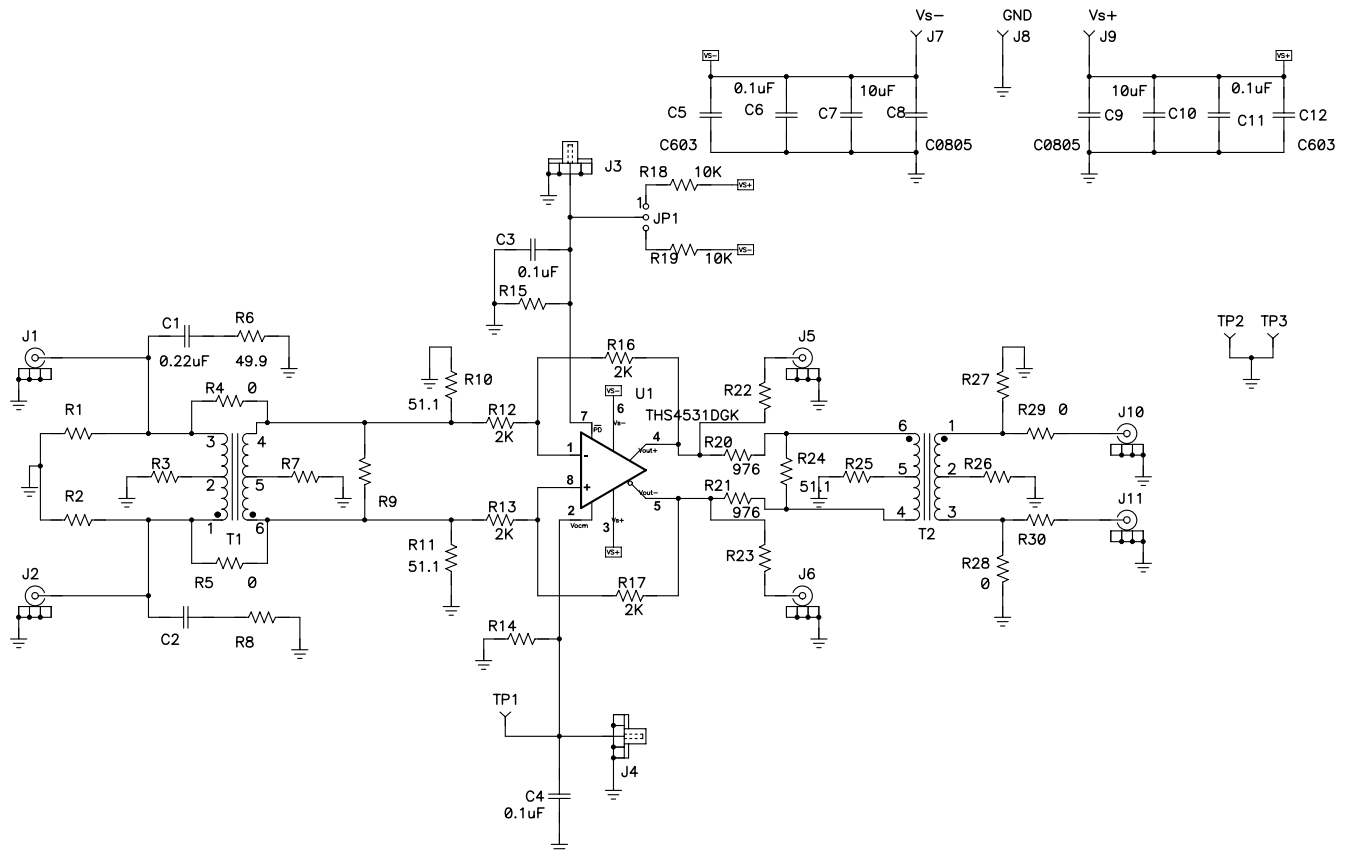 Vs−
GND
Vs+
J7
J8
J9
VS-
VS+
0.1uF
10uF
10uF
0.1uF
C5
C6
C7
C8
C9
C10
C11
C12
C603
C0805
C0805
C603
J3
R18
10K
VS+
1
JP1
R19
10K
VS-
C3
0.1uF
R15
J1
C1
R6
0.22uF
49.9
R4
0
R1
R10
51.1
R12
2K
R16
2K
VS-
U1
6
Vs-
THS4531DGK
7
PD
4
Vout+
1
-
8
+
Vout-
5
2
Vocm
3
Vs+
VS+
3
4
R3
2
5
R7
R9
R2
1
6
T1
R5
0
R11
51.1
R13
2K
R17
2K
J2
C2
R8
R14
TP1
J4
C4
0.1uF
J5
R22
R20
976
R24
51.1
R21
976
R23
J6
R25
6
1
5
2
R26
4
3
T2
R27
R29
0
J10
J11
R30
R28
0
TP2
TP3